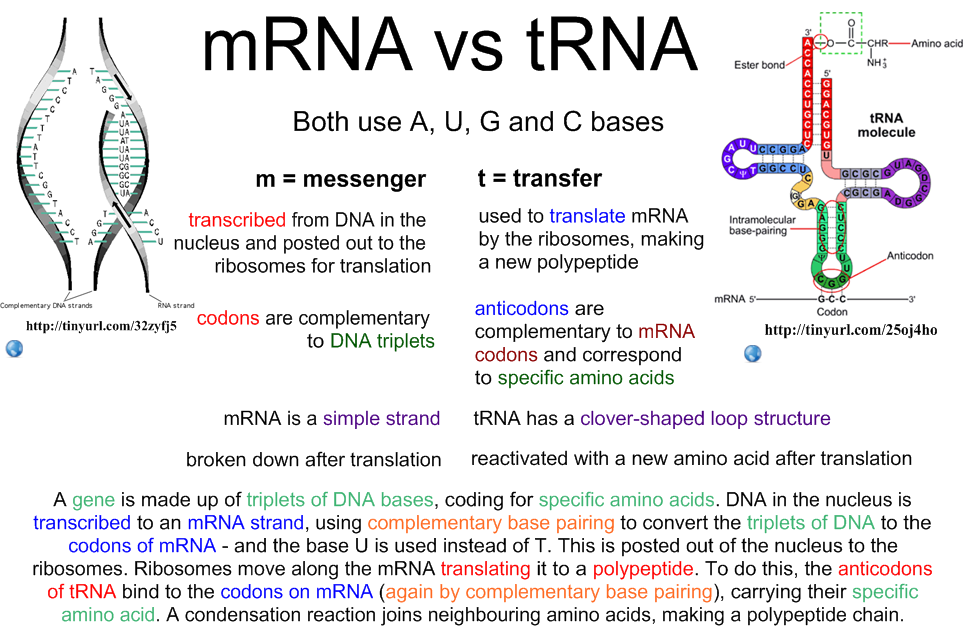 mRNA vs tRNA
Both use A, U, G and C bases
m = messenger
transcribed from DNA in the
nucleus and posted out to the
ribosomes for translation
codons are complementary
to DNA triplets
mRNA is a simple strand
broken down after translation
t = transfer
used to translate mRNA
by the ribosomes, making
a new polypeptide
anticodons are
complementary to mRNA
codons and correspond
to specific amino acids
tRNA has a clover-shaped loop structure
reactivated with a new amino acid after translation
Complementary DNA strands
RNA strand
http://tinyurl.com/32zyfj5
3'
O
C
O
CHR
Amino acid
NH3+
Ester bond
5'
tRNA
molecule
Intramolecular
base-pairing
Anticodon
mRNA 5'
G C C
3'
Codon
http://tinyurl.com/25oj4ho
A gene is made up of triplets of DNA bases, coding for specific amino acids. DNA in the nucleus is
transcribed to an mRNA strand, using complementary base pairing to convert the triplets of DNA to the
codons of mRNA - and the base U is used instead of T. This is posted out of the nucleus to the
ribosomes. Ribosomes move along the mRNA translating it to a polypeptide. To do this, the anticodons
of tRNA bind to the codons on mRNA (again by complementary base pairing), carrying their specific
amino acid. A condensation reaction joins neighbouring amino acids, making a polypeptide chain.